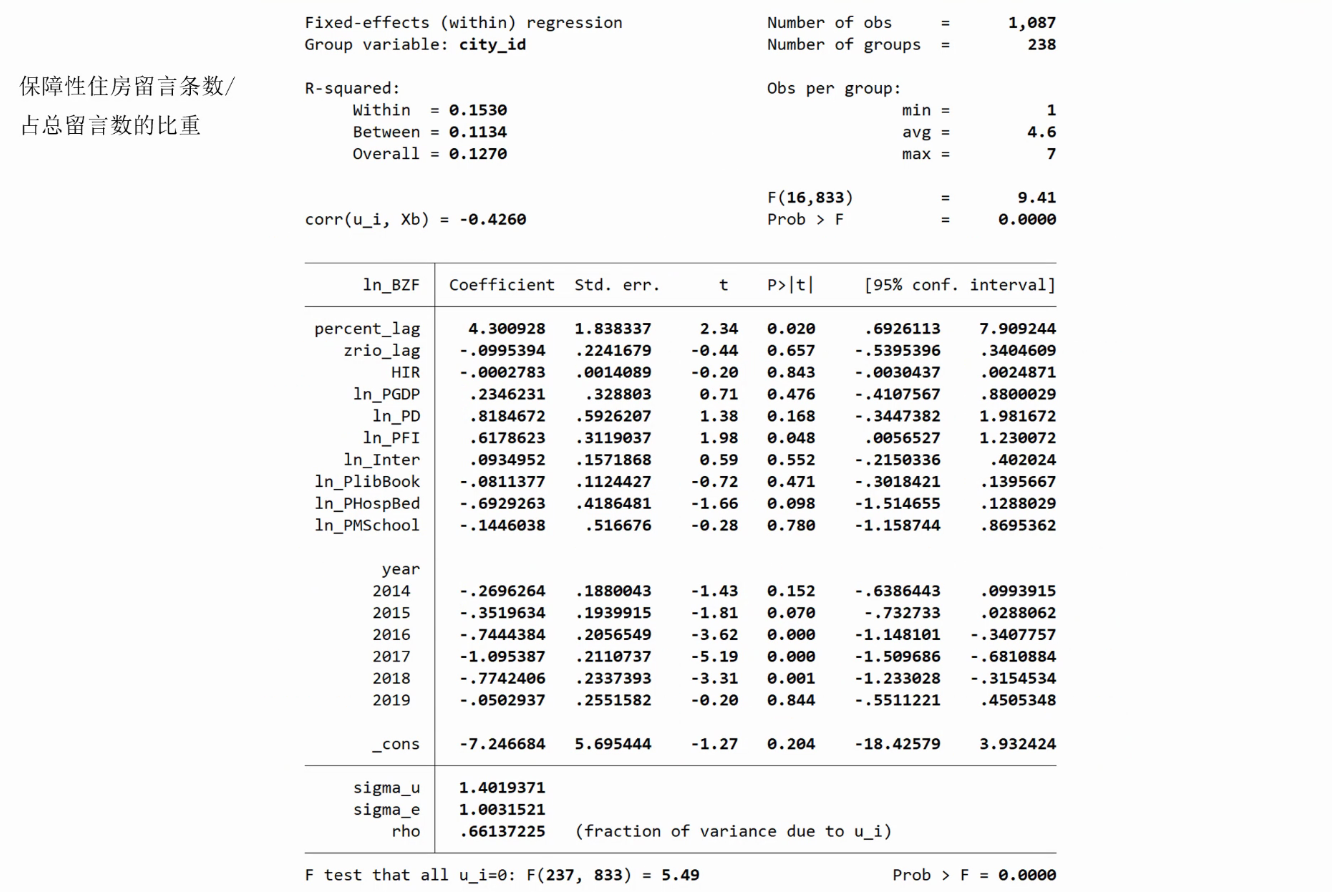 Fixed-effects (within) regression Number of obs = 1,087
Group variable: city_id Number of groups = 238
保障性住房留言条数/
占总留言数的比重
R-squared: Obs per group:
Within = 0.1530 min = 1
Between = 0.1134 avg = 4.6
Overall = 0.1270 max = 7
F(16,833) = 9.41
corr(u_i, Xb) = -0.4260 Prob > F = 0.0000
ln_BZF Coefficient Std. err. t P>|t| [95% conf. interval]
percent_lag 4.300928 1.838337 2.34 0.020 .6926113 7.909244
zrio_lag -.0995394 .2241679 -0.44 0.657 -.5395396 .3404609
HIR -.0002783 .0014089 -0.20 0.843 -.0030437 .0024871
ln_PGDP .2346231 .328803 0.71 0.476 -.4107567 .8800029
ln_PD .8184672 .5926207 1.38 0.168 -.3447382 1.981672
ln_PFI .6178623 .3119037 1.98 0.048 .0056527 1.230072
ln_Inter .0934952 .1571868 0.59 0.552 -.2150336 .402024
ln_PlibBook -.0811377 .1124427 -0.72 0.471 -.3018421 .1395667
ln_PHospBed -.6929263 .4186481 -1.66 0.098 -1.514655 .1288029
ln_PMSchool -.1446038 .516676 -0.28 0.780 -1.158744 .8695362
year
2014 -.2696264 .1880043 -1.43 0.152 -.6386443 .0993915
2015 -.3519634 .1939915 -1.81 0.070 -.732733 .0288062
2016 -.7444384 .2056549 -3.62 0.000 -1.148101 -.3407757
2017 -1.095387 .2110737 -5.19 0.000 -1.509686 -.6810884
2018 -.7742406 .2337393 -3.31 0.001 -1.233028 -.3154534
2019 -.0502937 .2551582 -0.20 0.844 -.5511221 .4505348
_cons -7.246684 5.695444 -1.27 0.204 -18.42579 3.932424
sigma_u 1.4019371
sigma_e 1.0031521
rho .66137225 (fraction of variance due to u_i)
F test that all u_i=0: F(237, 833) = 5.49 Prob > F = 0.0000